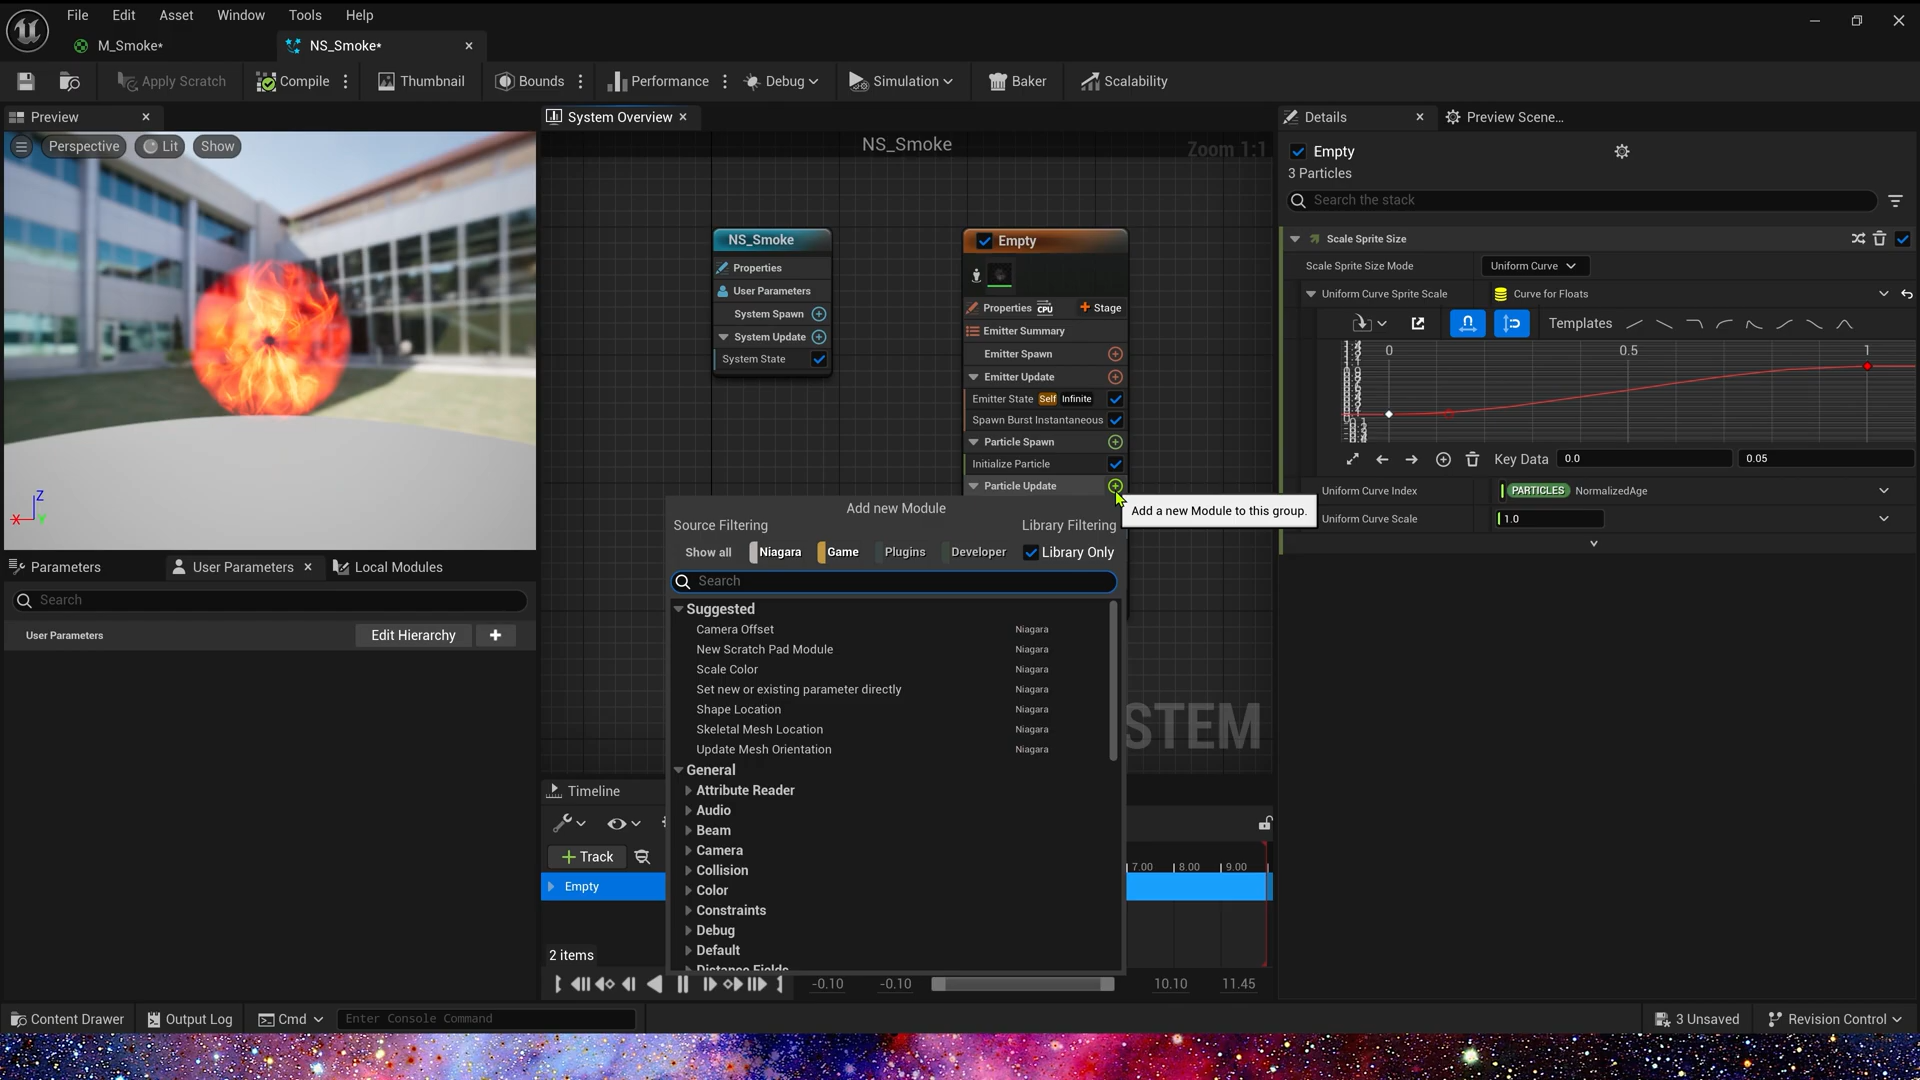 File Edit Asset Window Tools Help
M_Smoke*
NS_Smoke*
Apply Scratch
Compile
Thumbnail
Bounds
Performance
Debug
Simulation
Baker
Scalability
Preview
System Overview
Details
Preview Scene...
Perspective
Lit
Show
NS_Smoke
Zoom 1:1
Empty
3 Particles
Search the stack
NS_Smoke
Properties
User Parameters
System Spawn
System Update
System State
Empty
Properties CPU
Stage
Emitter Summary
Emitter Spawn
Emitter Update
Emitter State Self Infinite
Spawn Burst Instantaneous
Particle Spawn
Initialize Particle
Particle Update
Scale Sprite Size
Scale Sprite Size Mode Uniform Curve
Uniform Curve Sprite Scale Curve for Floats
Templates
0 0.5 1
Key Data 0.0 0.05
Uniform Curve Index PARTICLES NormalizedAge
Uniform Curve Scale 1.0
Add a new Module to this group.
Z
X
Y
Add new Module
Source Filtering Library Filtering
Show all Niagara Game Plugins Developer Library Only
Search
Suggested
Camera Offset Niagara
New Scratch Pad Module Niagara
Scale Color Niagara
Set new or existing parameter directly Niagara
Shape Location Niagara
Skeletal Mesh Location Niagara
Update Mesh Orientation Niagara
General
Attribute Reader
Audio
Beam
Camera
Collision
Color
Constraints
Debug
Default
Distance Fields
STEM
Parameters
User Parameters
Local Modules
Search
User Parameters
Edit Hierarchy
Timeline
Track
7.00 8.00 9.00
Empty
2 items
-0.10 -0.10 10.10 11.45
Content Drawer
Output Log
Cmd
Enter Console Command
3 Unsaved
Revision Control